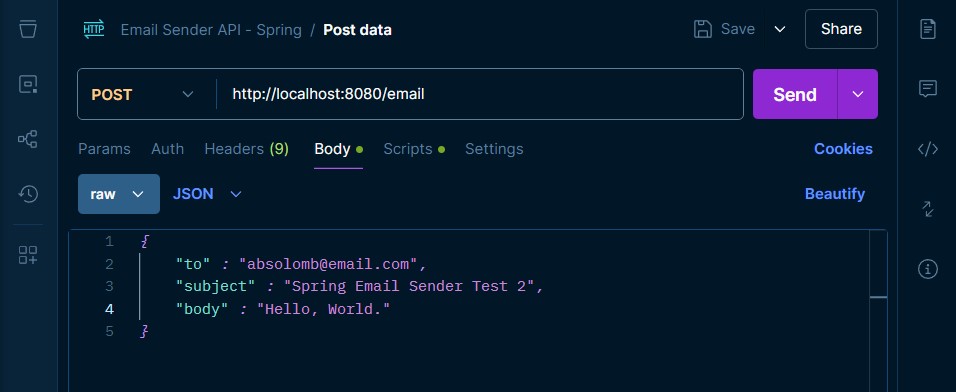 HTTP Email Sender API - Spring / Post data Save Share
POST http://localhost:8080/email Send
Params Auth Headers (9) Body Scripts Settings Cookies
raw JSON Beautify
1 {
2 "to" : "absolomb@email.com",
3 "subject" : "Spring Email Sender Test 2",
4 "body" : "Hello, World."
5 }